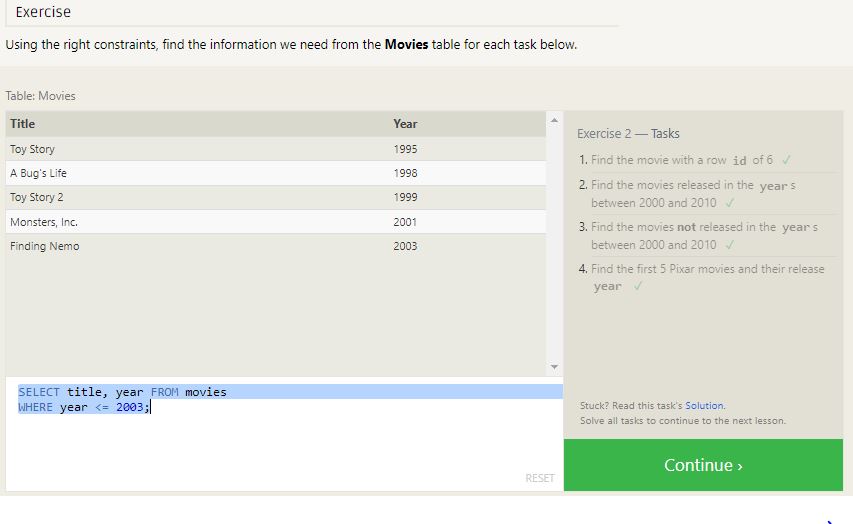 Exercise
Using the right constraints, find the information we need from the Movies table for each task below.
Table: Movies
Title Year
Toy Story 1995
A Bug's Life 1998
Toy Story 2 1999
Monsters, Inc. 2001
Finding Nemo 2003
SELECT title, year FROM movies
WHERE year <= 2003;
RESET
Exercise 2 — Tasks
1. Find the movie with a row id of 6 ✓
2. Find the movies released in the year s
between 2000 and 2010 ✓
3. Find the movies not released in the year s
between 2000 and 2010 ✓
4. Find the first 5 Pixar movies and their release
year ✓
Stuck? Read this task's Solution.
Solve all tasks to continue to the next lesson.
Continue ›